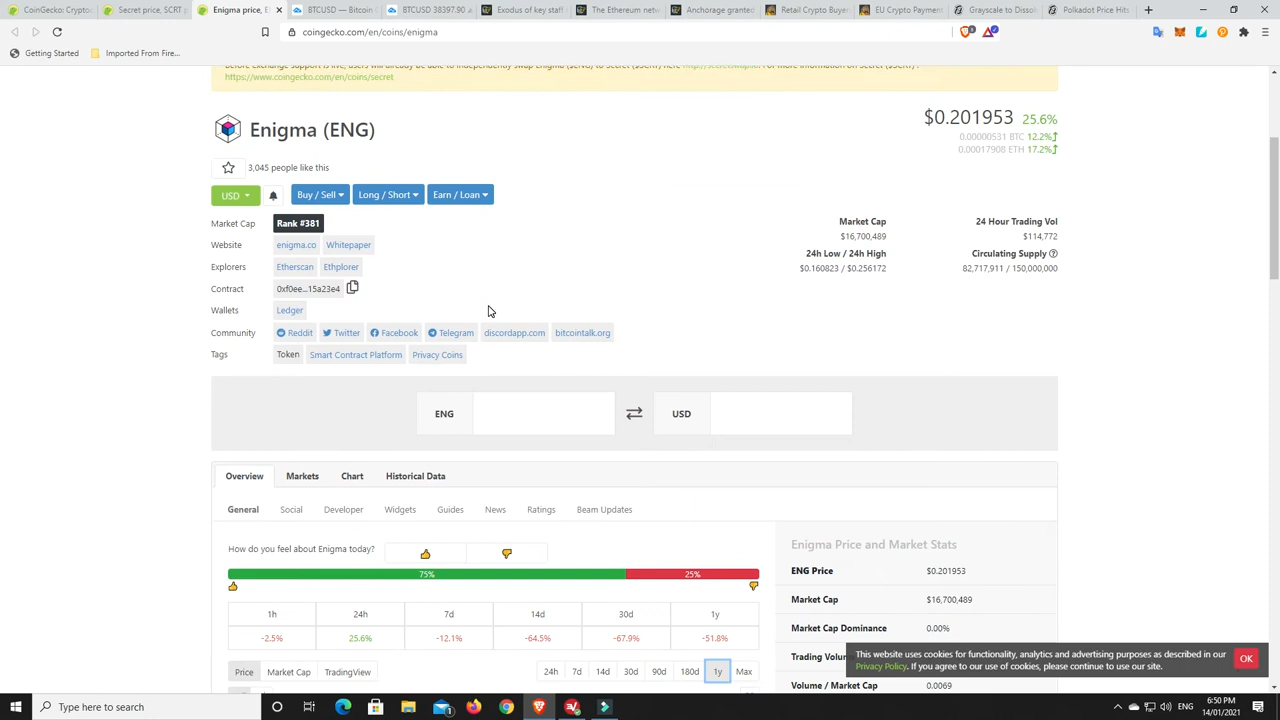 CoinGecko: Crypto
Secret price, SCRT p
Enigma price, E
BTCUSD — Bitcoin
BTCUSD 38397.90
Exodus of key staff
The Ethereum netw
Anchorage granted
Retail Crypto Buyer
EU Crypto Payment
Grayscale to Dissol
Polkadot Price Hits
coingecko.com/en/coins/enigma
Getting Started
Imported From Fire...
https://www.coingecko.com/en/coins/secret
Enigma (ENG)
$0.201953 25.6%
0.00000531 BTC 12.2%
0.00017908 ETH 17.2%
3,045 people like this
USD
Buy / Sell
Long / Short
Earn / Loan
Market Cap Rank #381
Website enigma.co Whitepaper
Explorers Etherscan Ethplorer
Contract 0xf0ee...15a23e4
Wallets Ledger
Community Reddit Twitter Facebook Telegram discordapp.com bitcointalk.org
Tags Token Smart Contract Platform Privacy Coins
Market Cap
$16,700,489
24 Hour Trading Vol
$114,772
24h Low / 24h High
$0.160823 / $0.256172
Circulating Supply
82,717,911 / 150,000,000
ENG
USD
Overview Markets Chart Historical Data
General Social Developer Widgets Guides News Ratings Beam Updates
How do you feel about Enigma today?
75% 25%
1h 24h 7d 14d 30d 1y
-2.5% 25.6% -12.1% -64.5% -67.9% -51.8%
Price Market Cap TradingView
24h 7d 14d 30d 90d 180d 1y Max
Enigma Price and Market Stats
ENG Price $0.201953
Market Cap $16,700,489
Market Cap Dominance 0.00%
Trading Volum
Volume / Market Cap 0.0069
This website uses cookies for functionality, analytics and advertising purposes as described in our
Privacy Policy. If you agree to our use of cookies, please continue to use our site.
OK
Type here to search
ENG
6:50 PM
14/01/2021